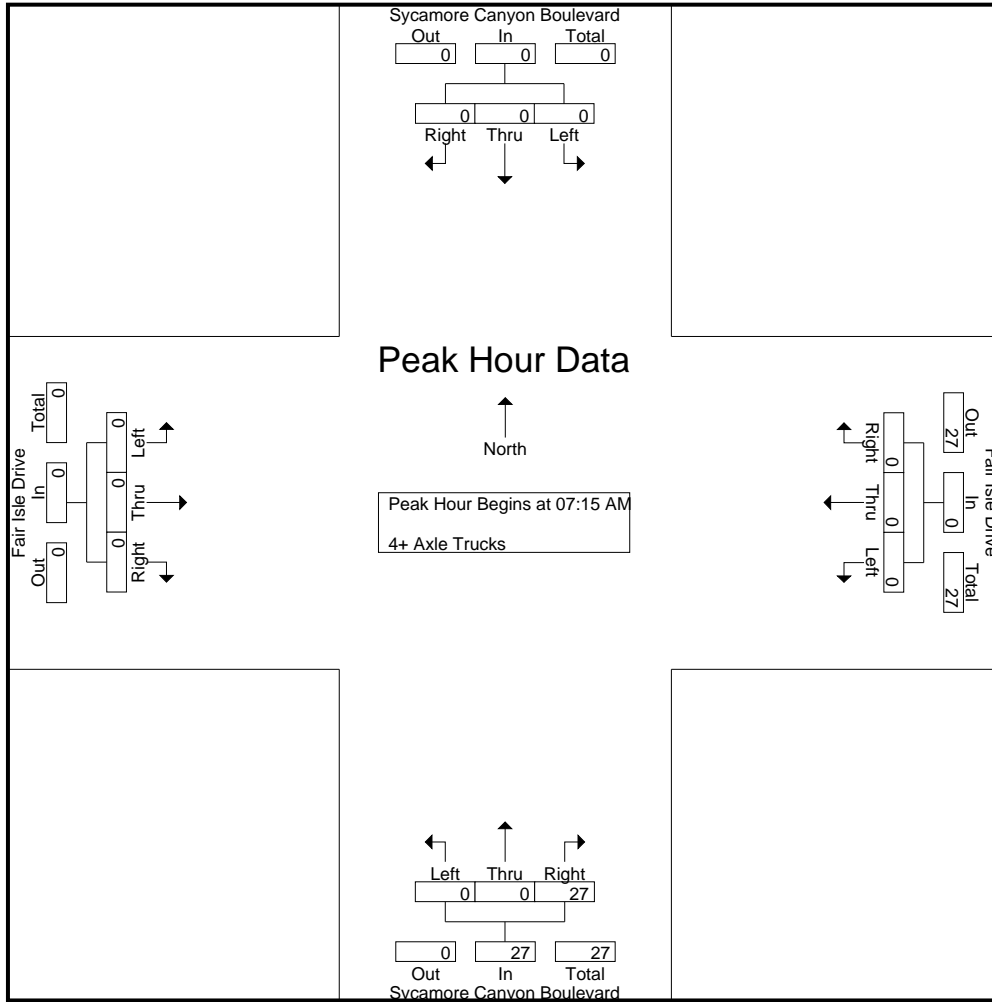 Sycamore Canyon Boulevard
Out In Total
0 0 0
0 0 0
Right Thru Left
Peak Hour Data
North
Peak Hour Begins at 07:15 AM
4+ Axle Trucks
Fair Isle Drive
Total In Out
0 0 0
0 0 0
Left Thru Right
Right Thru Left
0 0 0
27 0 27
Out In Total
Fair Isle Drive
Left Thru Right
0 0 27
0 27 27
Out In Total
Sycamore Canyon Boulevard